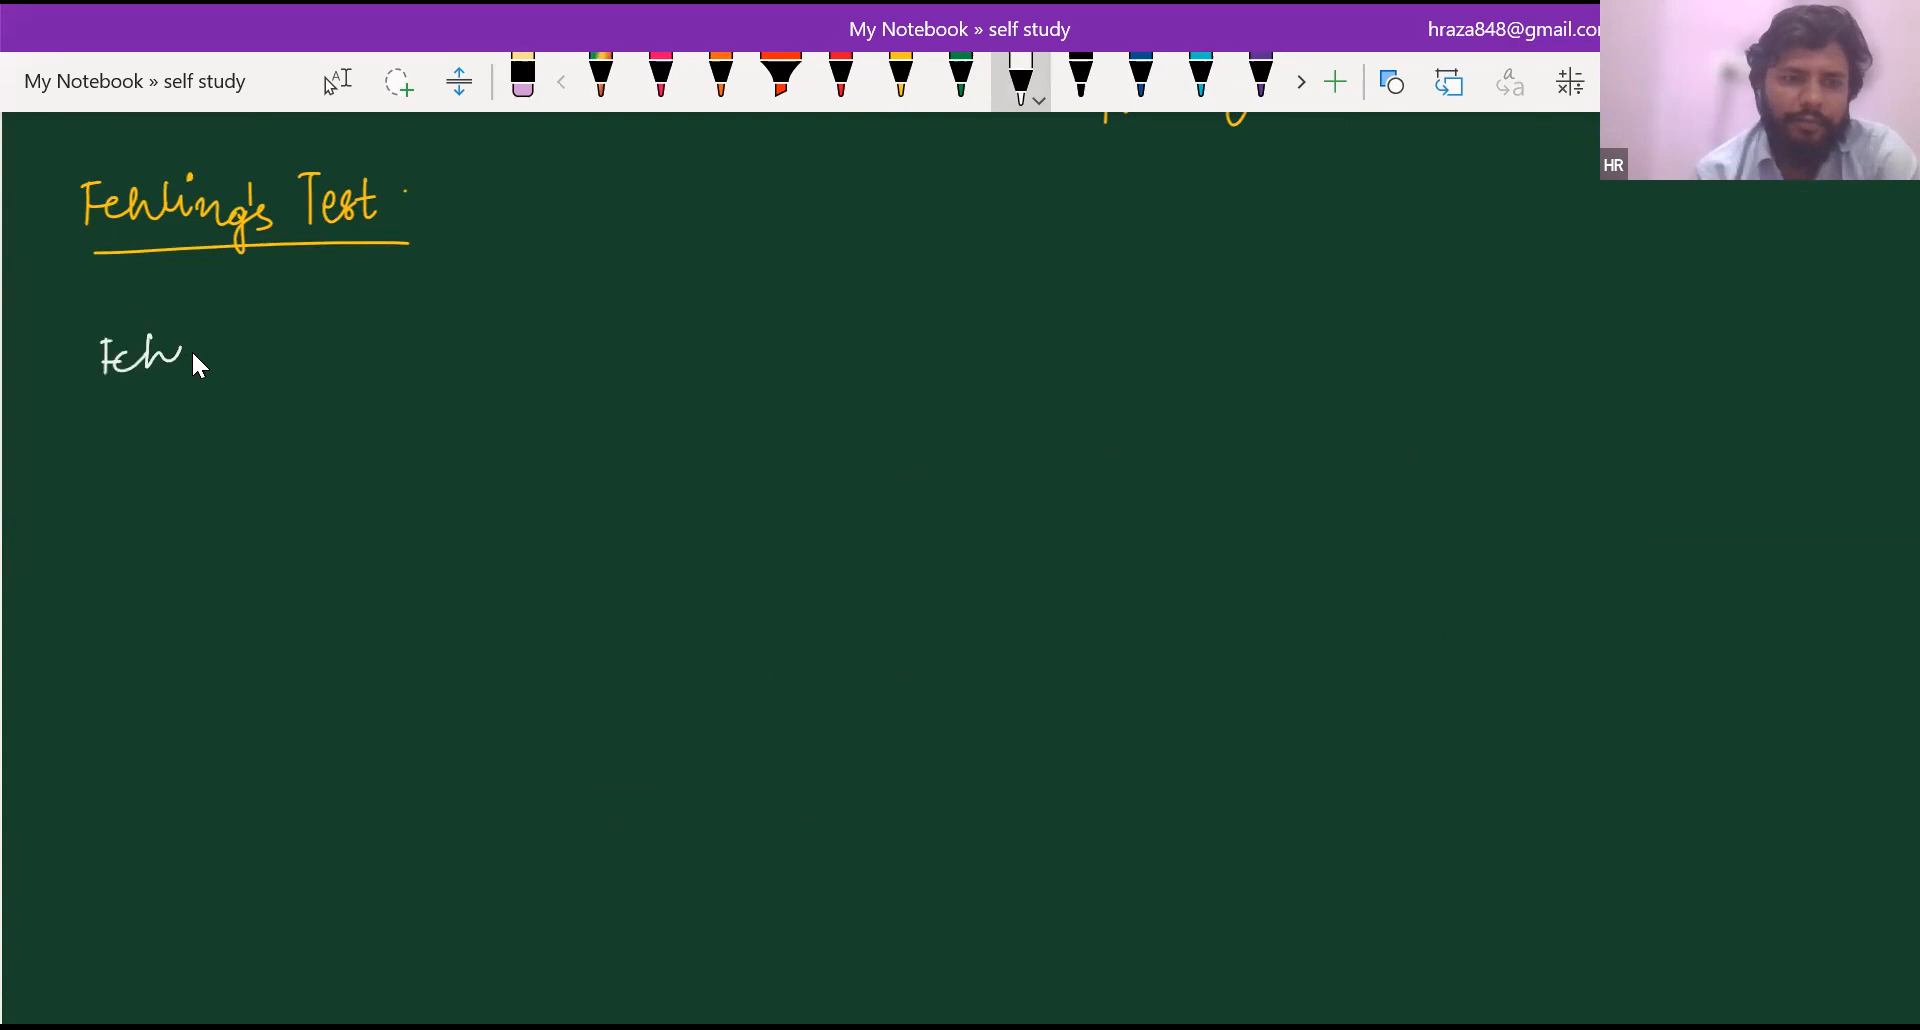 My Notebook » self study
hraza848@gmail.co
My Notebook » self study
HR
Fehling's Test
Feh